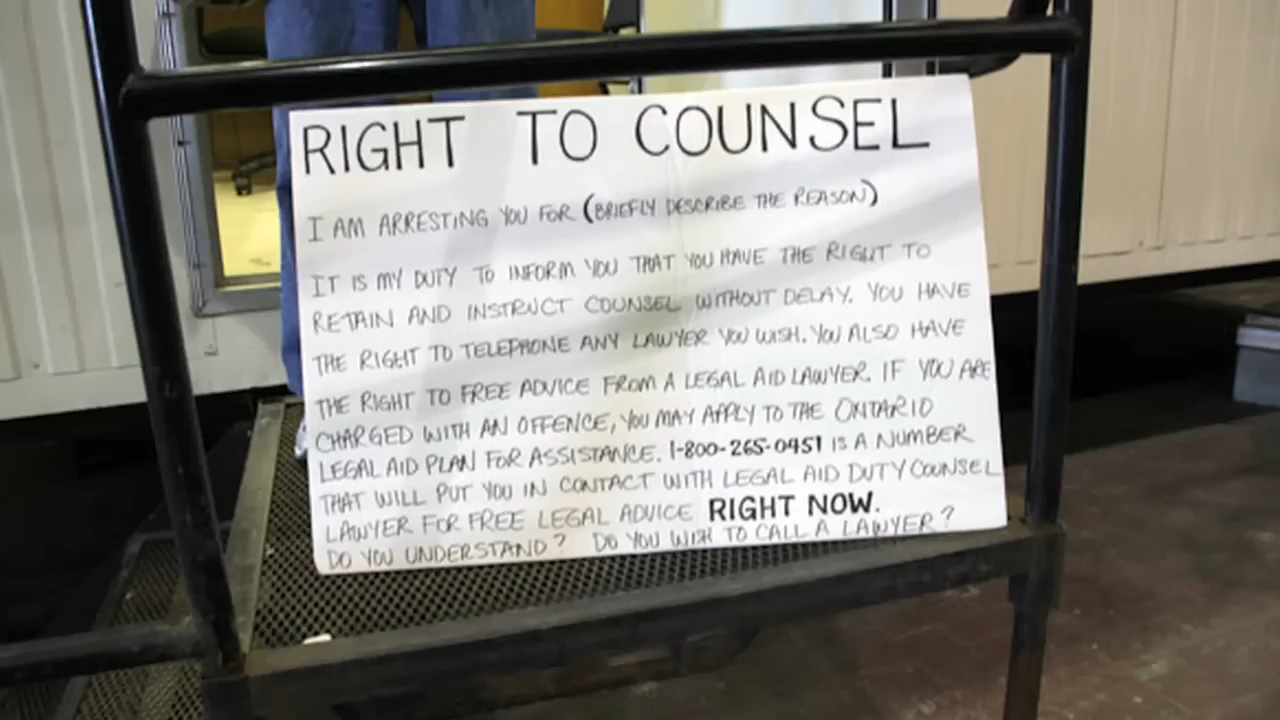 RIGHT TO COUNSEL
I AM ARRESTING YOU FOR (BRIEFLY DESCRIBE THE REASON)
IT IS MY DUTY TO INFORM YOU THAT YOU HAVE THE RIGHT TO
RETAIN AND INSTRUCT COUNSEL WITHOUT DELAY. YOU HAVE
THE RIGHT TO TELEPHONE ANY LAWYER YOU WISH. YOU ALSO HAVE
THE RIGHT TO FREE ADVICE FROM A LEGAL AID LAWYER. IF YOU ARE
CHARGED WITH AN OFFENCE, YOU MAY APPLY TO THE ONTARIO
LEGAL AID PLAN FOR ASSISTANCE. 1-800-265-0451 IS A NUMBER
THAT WILL PUT YOU IN CONTACT WITH LEGAL AID DUTY COUNSEL
LAWYER FOR FREE LEGAL ADVICE RIGHT NOW.
DO YOU UNDERSTAND? DO YOU WISH TO CALL A LAWYER?